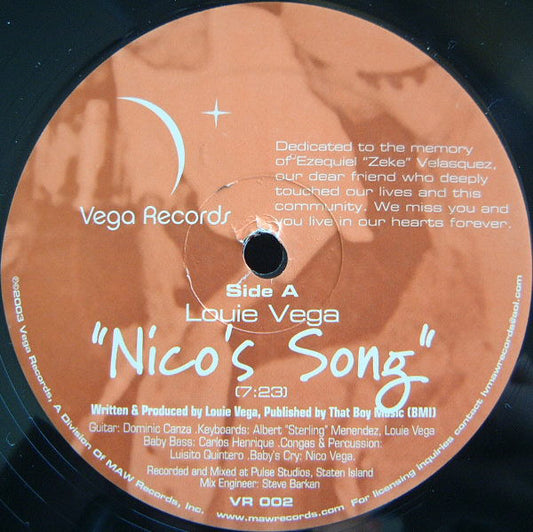 Vega Records
Dedicated to the memory
of "Ezequiel "Zeke" Velasquez,
our dear friend who deeply
touched our lives and this
community. We miss you and
you live in our hearts forever.
Side A
Louie Vega
"Nico's Song"
(7:23)
Written & Produced by Louie Vega, Published by That Boy Music (BMI)
Guitar: Dominic Canza .Keyboards: Albert "Sterling" Menendez, Louie Vega
Baby Bass: Carlos Henrique .Congas & Percussion:
Luisito Quintero .Baby's Cry: Nico Vega.
Recorded and Mixed at Pulse Studios, Staten Island
Mix Engineer: Steve Barkan
VR 002
℗©2003 Vega Records, A Division Of MAW Records, Inc. www.mawrecords.com For licensing inquiries contact lvmawrecords@aol.com